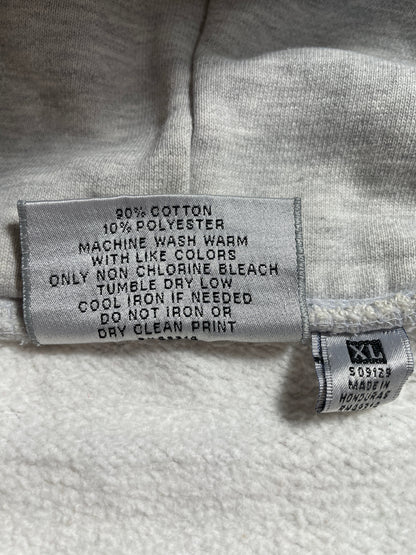 90% COTTON
10% POLYESTER
MACHINE WASH WARM
WITH LIKE COLORS
ONLY NON CHLORINE BLEACH
TUMBLE DRY LOW
COOL IRON IF NEEDED
DO NOT IRON OR
DRY CLEAN PRINT
XL
S09129
MADE IN
HONDURAS